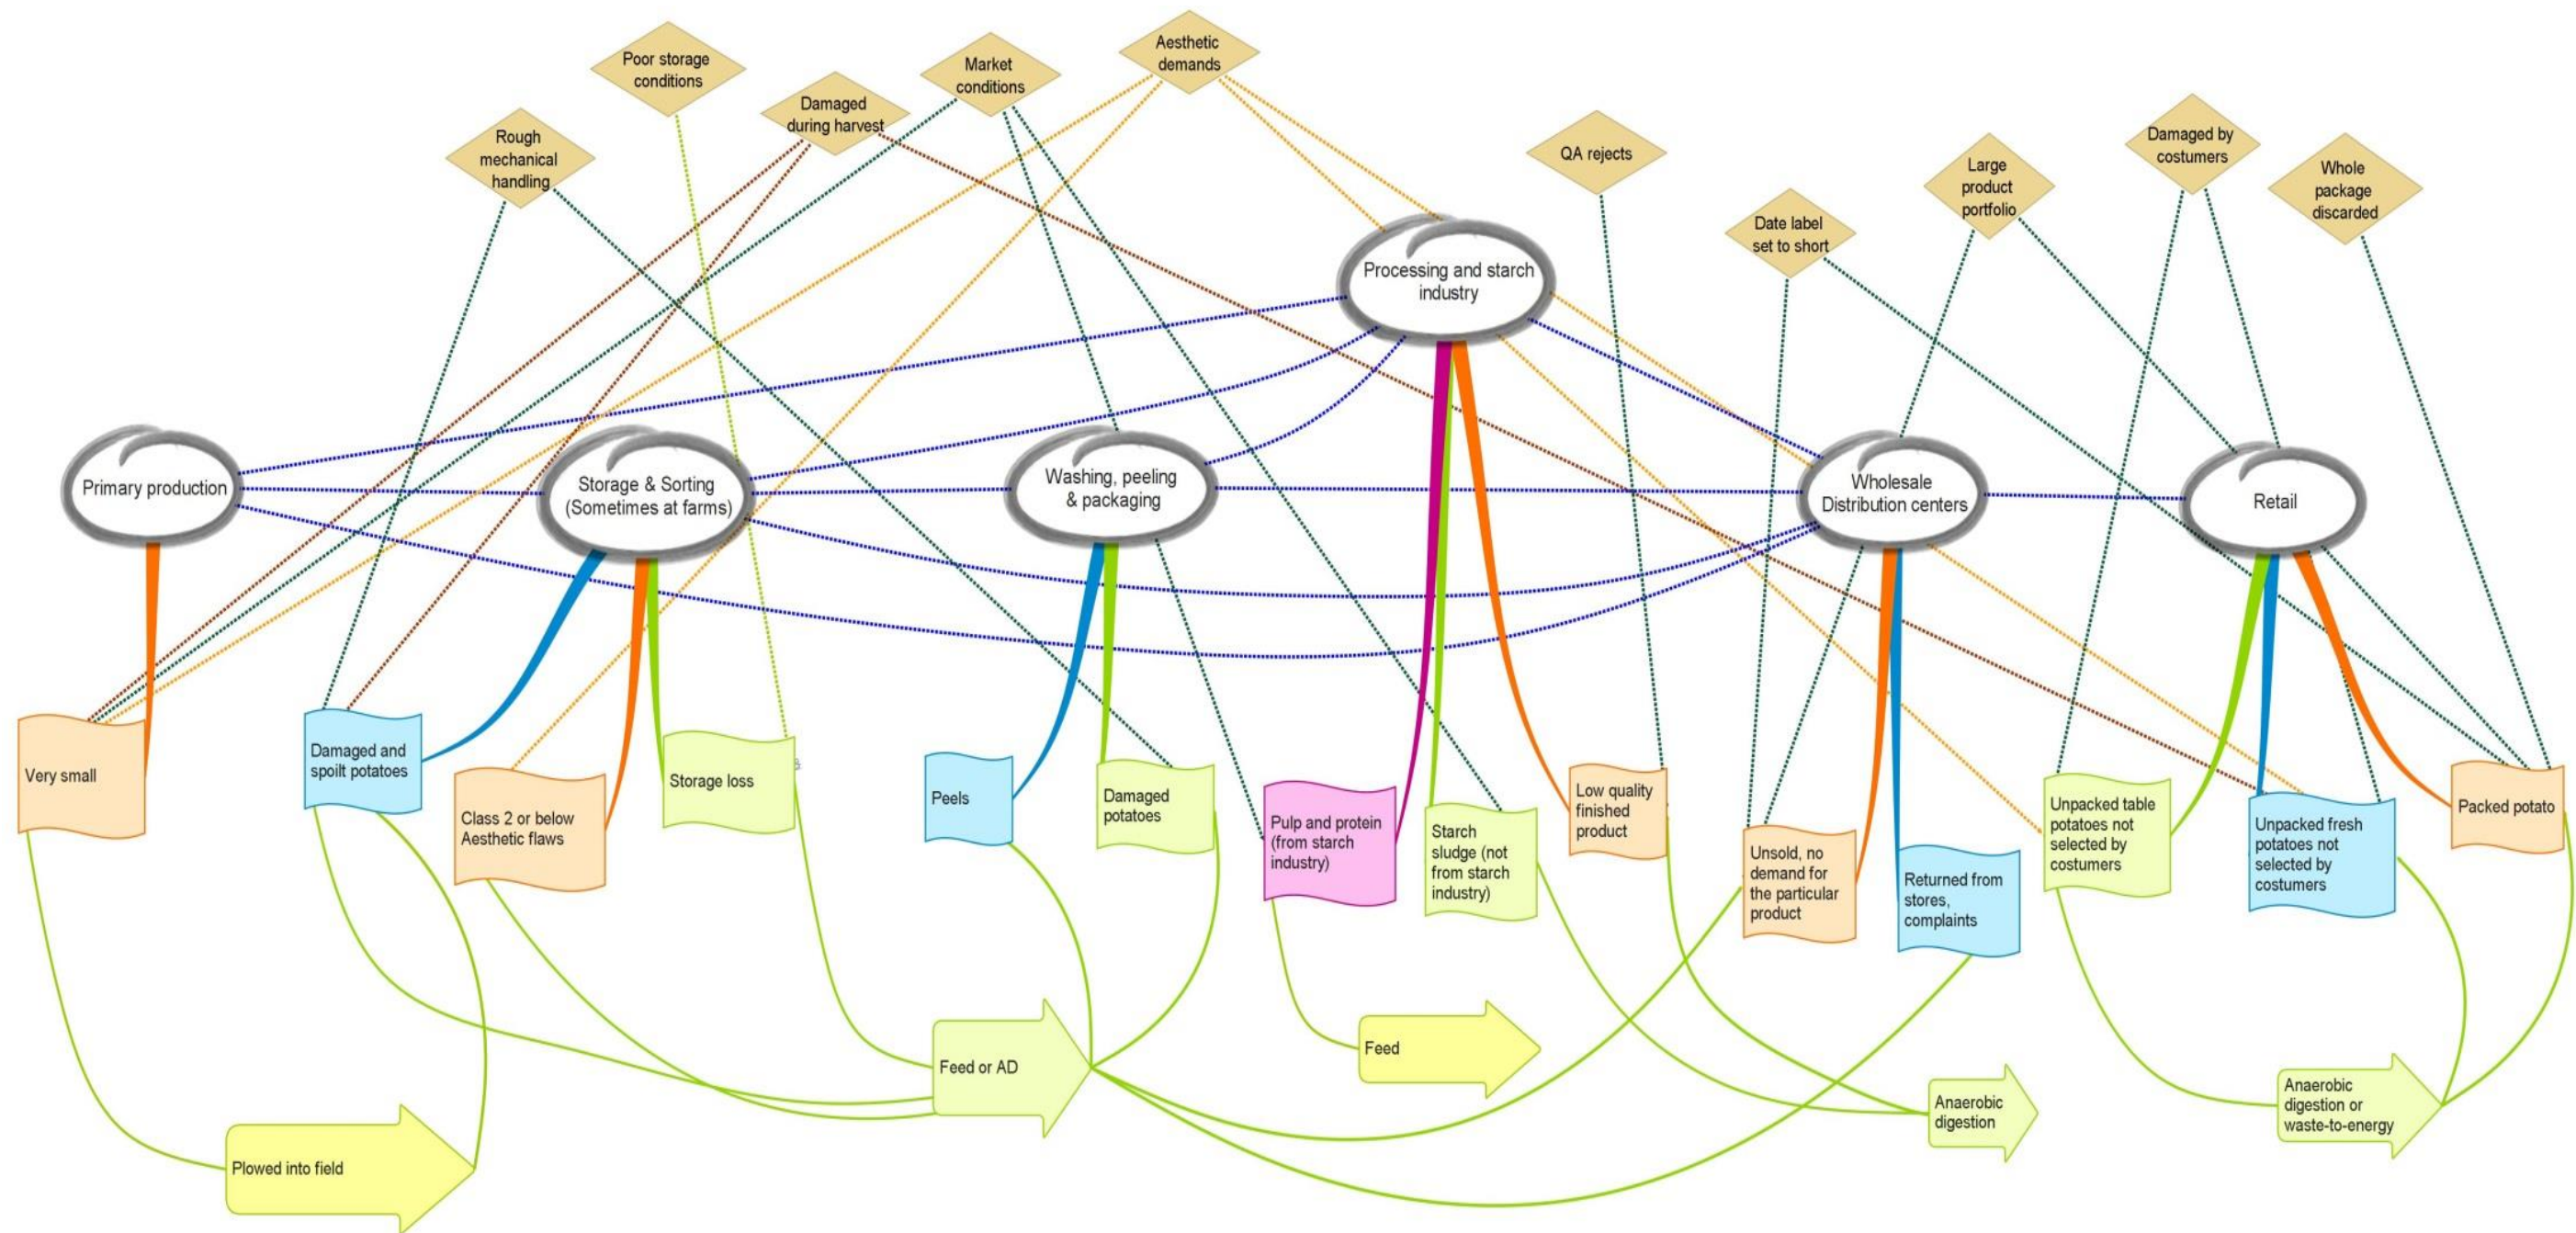 Poor storage
conditions
Damaged
during harvest
Market
conditions
Aesthetic
demands
Rough
mechanical
handling
QA rejects
Date label
set to short
Large
product
portfolio
Damaged by
costumers
Whole
package
discarded
Processing and starch
industry
Primary production
Storage & Sorting
(Sometimes at farms)
Washing, peeling
& packaging
Wholesale
Distribution centers
Retail
Very small
Damaged and
spoilt potatoes
Class 2 or below
Aesthetic flaws
Storage loss
&
Peels
Damaged
potatoes
Pulp and protein
(from starch
industry)
Starch
sludge (not
from starch
industry)
Low quality
finished
product
Unsold, no
demand for
the particular
product
Returned from
stores,
complaints
Unpacked table
potatoes not
selected by
costumers
Unpacked fresh
potatoes not
selected by
costumers
Packed potato
Plowed into field
Feed or AD
Feed
Anaerobic
digestion
Anaerobic
digestion or
waste-to-energy